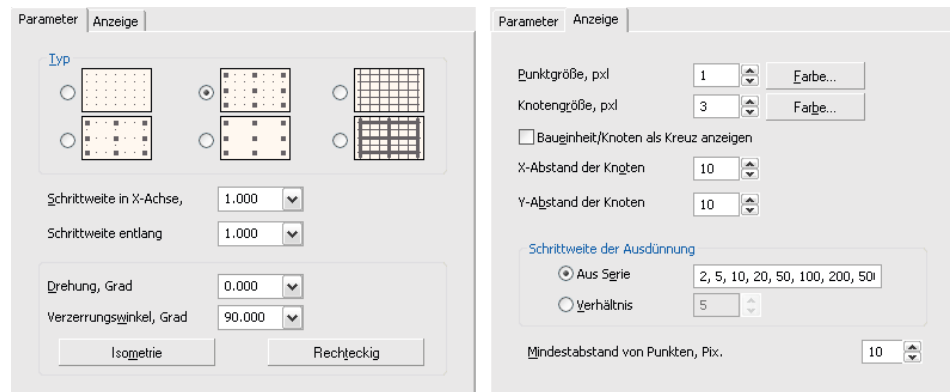 Parameter Anzeige
Typ
Schrittweite in X-Achse, 1.000
Schrittweite entlang 1.000
Drehung, Grad 0.000
Verzerrungswinkel, Grad 90.000
Isometrie Rechteckig
Parameter Anzeige
Punktgröße, pxl 1 Farbe...
Knotengröße, pxl 3 Farbe...
Baueinheit/Knoten als Kreuz anzeigen
X-Abstand der Knoten 10
Y-Abstand der Knoten 10
Schrittweite der Ausdünnung
Aus Serie 2, 5, 10, 20, 50, 100, 200, 500
Verhältnis 5
Mindestabstand von Punkten, Pix. 10